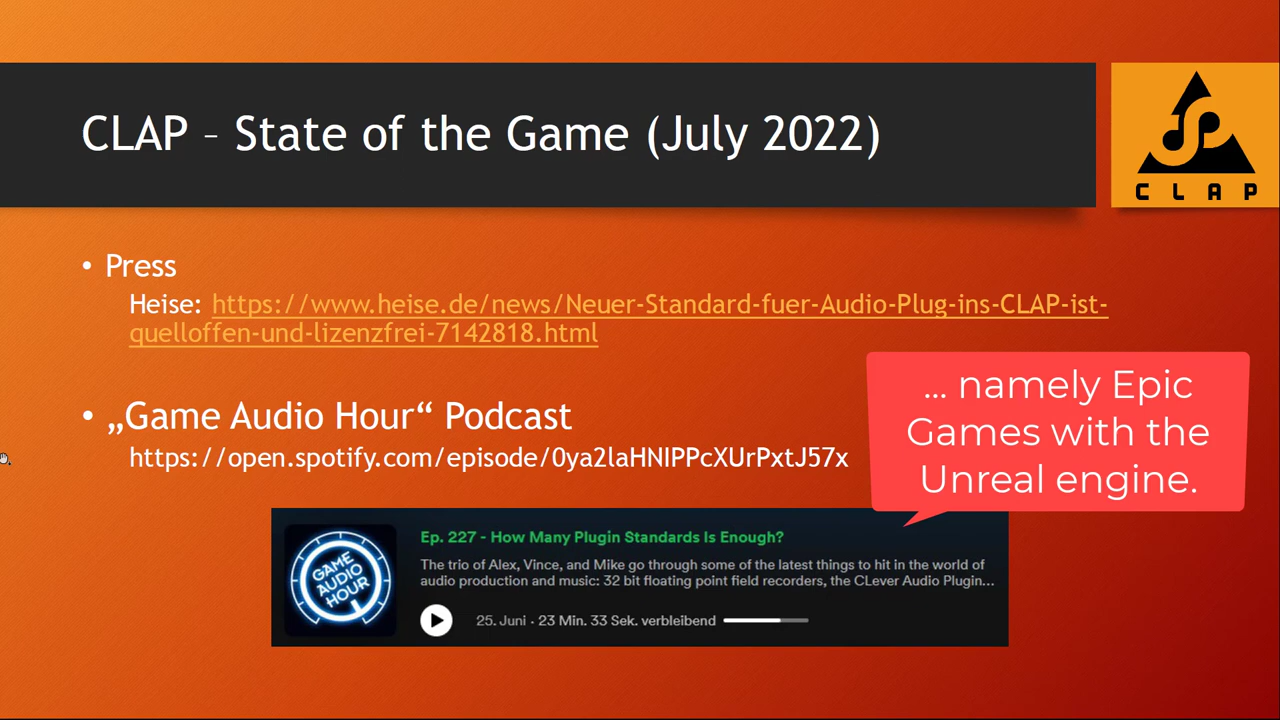 CLAP – State of the Game (July 2022)
CLAP
• Press
Heise: https://www.heise.de/news/Neuer-Standard-fuer-Audio-Plug-ins-CLAP-ist-
quelloffen-und-lizenzfrei-7142818.html
• „Game Audio Hour“ Podcast
https://open.spotify.com/episode/0ya2laHNIPPcXUrPxtJ57x
... namely Epic
Games with the
Unreal engine.
GAME
AUDIO
HOUR
Ep. 227 - How Many Plugin Standards Is Enough?
The trio of Alex, Vince, and Mike go through some of the latest things to hit in the world of
audio production and music: 32 bit floating point field recorders, the CLever Audio Plugin...
25. Juni · 23 Min. 33 Sek. verbleibend